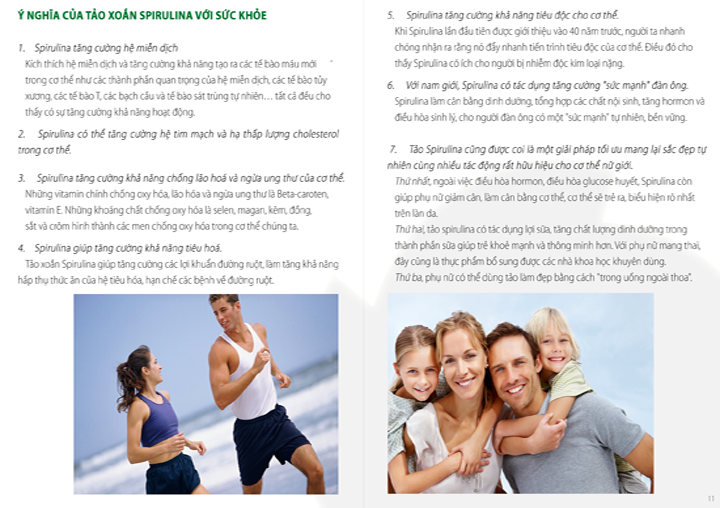 Ý NGHĨA CỦA TẢO XOẮN SPIRULINA VỚI SỨC KHỎE
1. Spirulina tăng cường hệ miễn dịch
Kích thích hệ miễn dịch và tăng cường khả năng tạo ra các tế bào máu mới
trong cơ thể như các thành phần quan trọng của hệ miễn dịch, các tế bào tủy
xương, các tế bào T, các bạch cầu và tế bào sát trùng tự nhiên… tất cả đều cho
thấy có sự tăng cường khả năng hoạt động.
2. Spirulina có thể tăng cường hệ tim mạch và hạ thấp lượng cholesterol
trong cơ thể.
3. Spirulina tăng cường khả năng chống lão hoá và ngừa ung thư của cơ thể.
Những vitamin chính chống oxy hóa, lão hóa và ngừa ung thư là Beta-caroten,
vitamin E. Những khoáng chất chống oxy hóa là selen, magan, kẽm, đồng,
sắt và crôm hình thành các men chống oxy hóa trong cơ thể chúng ta.
4. Spirulina giúp tăng cường khả năng tiêu hoá.
Tảo xoắn Spirulina giúp tăng cường các lợi khuẩn đường ruột, làm tăng khả năng
hấp thụ thức ăn của hệ tiêu hóa, hạn chế các bệnh về đường ruột.
5. Spirulina tăng cường khả năng tiêu độc cho cơ thể.
Khi Spirulina lần đầu tiên được giới thiệu vào 40 năm trước, người ta nhanh
chóng nhận ra rằng nó đẩy nhanh tiến trình tiêu độc của cơ thể. Điều đó cho
thấy Spirulina có ích cho người bị nhiễm độc kim loại nặng.
6. Với nam giới, Spirulina có tác dụng tăng cường "sức mạnh" đàn ông.
Spirulina làm cân bằng dinh dưỡng, tổng hợp các chất nội sinh, tăng hormon và
điều hòa sinh lý, cho người đàn ông có một "sức mạnh" tự nhiên, bền vững.
7. Tảo Spirulina cũng được coi là một giải pháp tối ưu mang lại sắc đẹp tự
nhiên cùng nhiều tác động rất hữu hiệu cho cơ thể nữ giới.
Thứ nhất, ngoài việc điều hòa hormon, điều hòa glucose huyết, Spirulina còn
giúp phụ nữ giảm cân, làm cân bằng cơ thể, cơ thể sẽ trẻ ra, biểu hiện rõ nhất
trên làn da.
Thứ hai, tảo spirulina có tác dụng lợi sữa, tăng chất lượng dinh dưỡng trong
thành phần sữa giúp trẻ khoẻ mạnh và thông minh hơn. Với phụ nữ mang thai,
đây cũng là thực phẩm bổ sung được các nhà khoa học khuyên dùng.
Thứ ba, phụ nữ có thể dùng tảo làm đẹp bằng cách "trong uống ngoài thoa".
11